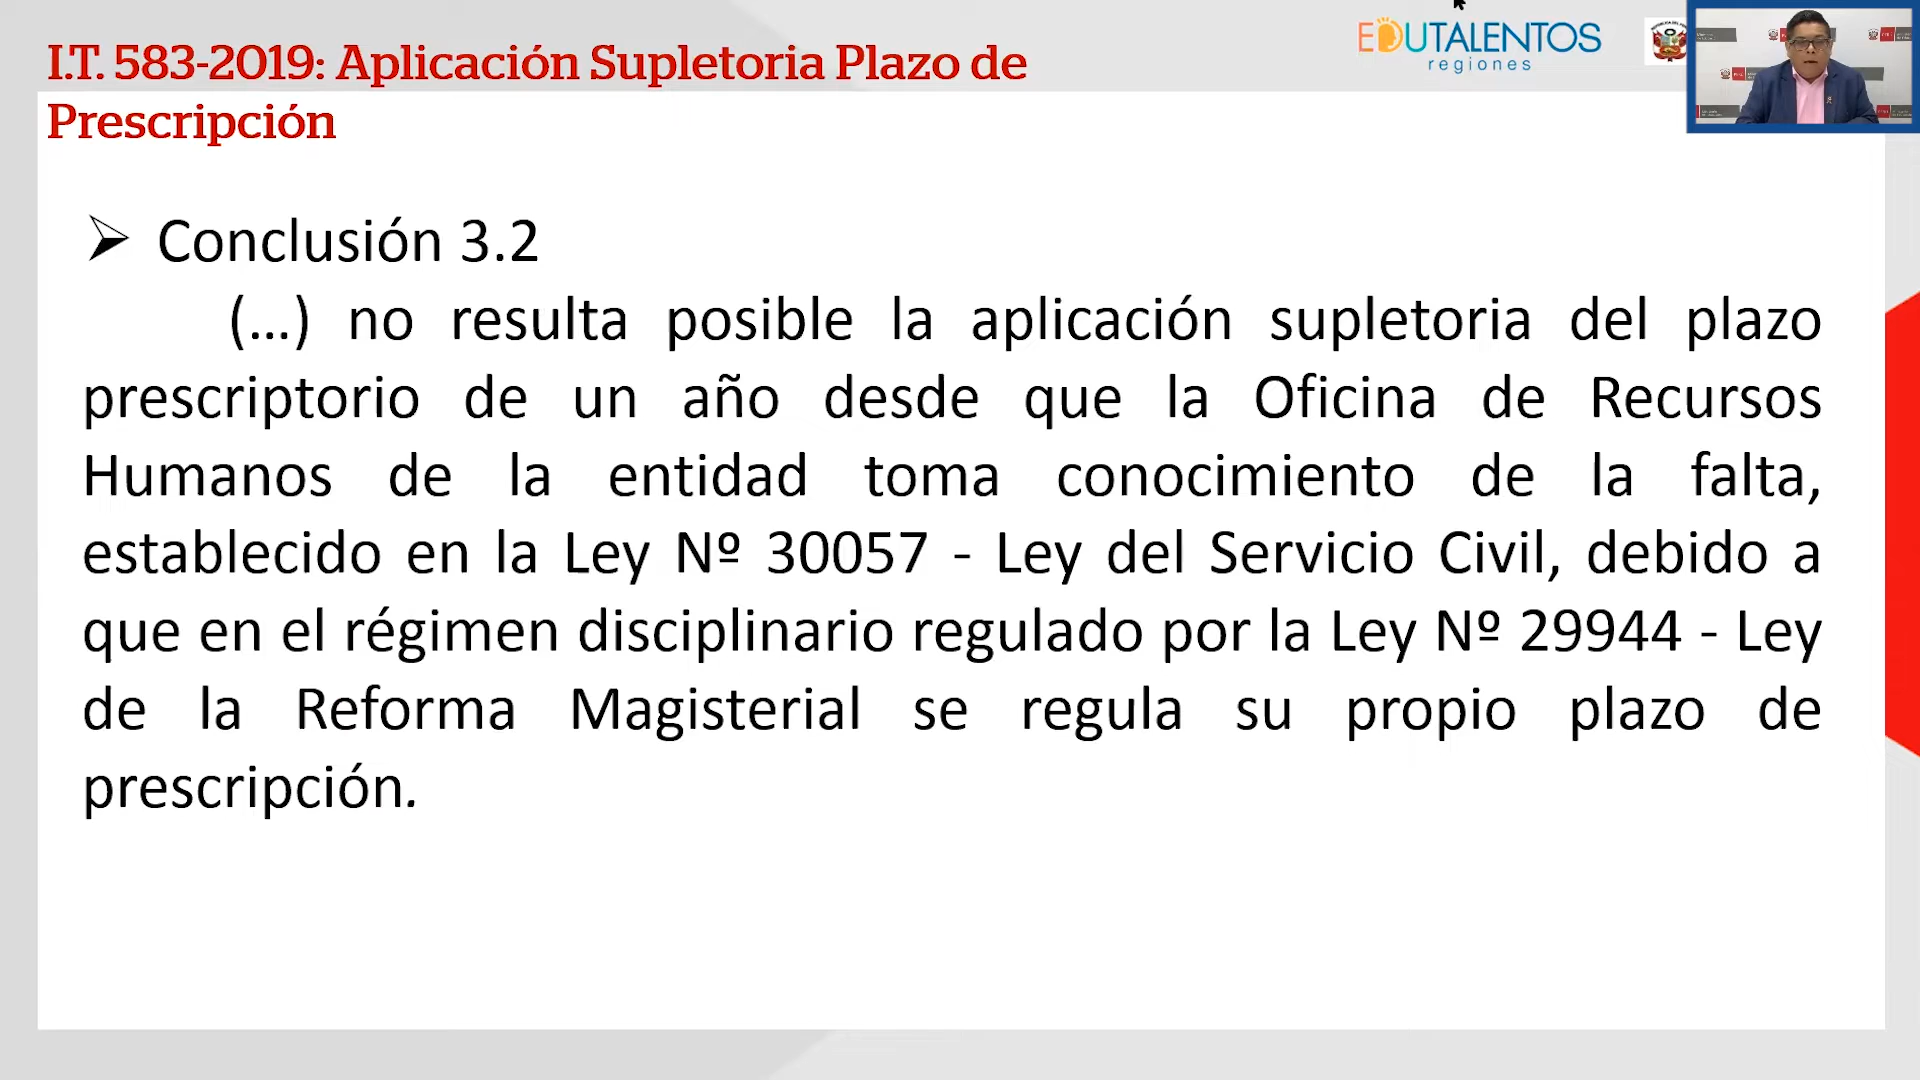 I.T. 583-2019: Aplicación Supletoria Plazo de
Prescripción
EDUTALENTOS
regiones
Conclusión 3.2
(...) no resulta posible la aplicación supletoria del plazo
prescriptorio de un año desde que la Oficina de Recursos
Humanos de la entidad toma conocimiento de la falta,
establecido en la Ley Nº 30057 - Ley del Servicio Civil, debido a
que en el régimen disciplinario regulado por la Ley Nº 29944 - Ley
de la Reforma Magisterial se regula su propio plazo de
prescripción.